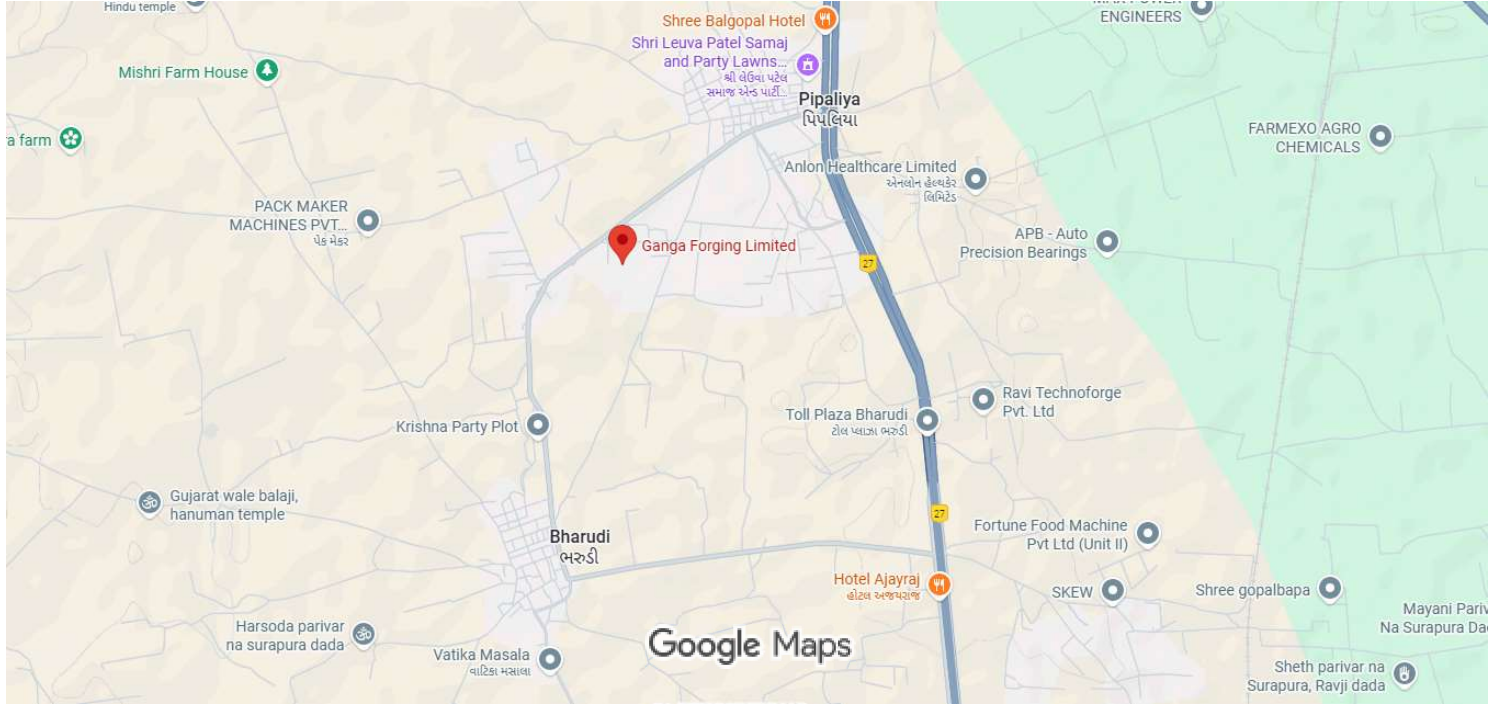 Hindu temple
MAX POWER
ENGINEERS
Shree Balgopal Hotel
Shri Leuva Patel Samaj
and Party Lawns...
શ્રી લેઉવા પટેલ
સમાજ એન્ડ પાર્ટી...
Mishri Farm House
Pipaliya
પિપલિયા
a farm
FARMEXO AGRO
CHEMICALS
Anlon Healthcare Limited
એનલોન હેલ્થકેર
લિમિટેડ
PACK MAKER
MACHINES PVT...
પેક મેકર
Ganga Forging Limited
APB - Auto
Precision Bearings
27
Ravi Technoforge
Pvt. Ltd
Toll Plaza Bharudi
ટોલ પ્લાઝા ભરુડી
Krishna Party Plot
Gujarat wale balaji,
hanuman temple
27
Fortune Food Machine
Pvt Ltd (Unit II)
Bharudi
ભરુડી
Hotel Ajayraj
હોટલ અજયરાજ
SKEW
Shree gopalbapa
Mayani Pariv
Na Surapura Da
Harsoda parivar
na surapura dada
Google Maps
Vatika Masala
વાટિકા મસાલા
Sheth parivar na
Surapura, Ravji dada